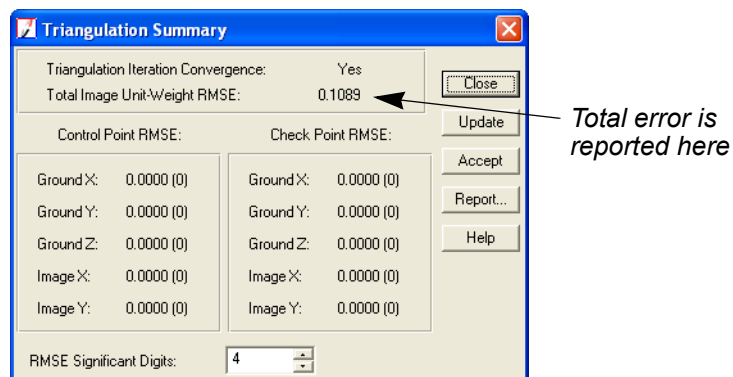 Triangulation Summary
Triangulation Iteration Convergence: Yes
Total Image Unit-Weight RMSE: 0.1089
Control Point RMSE: Check Point RMSE:
Ground X: 0.0000 (0) Ground X: 0.0000 (0)
Ground Y: 0.0000 (0) Ground Y: 0.0000 (0)
Ground Z: 0.0000 (0) Ground Z: 0.0000 (0)
Image X: 0.0000 (0) Image X: 0.0000 (0)
Image Y: 0.0000 (0) Image Y: 0.0000 (0)
RMSE Significant Digits: 4
Close
Update
Accept
Report...
Help
Total error is
reported here